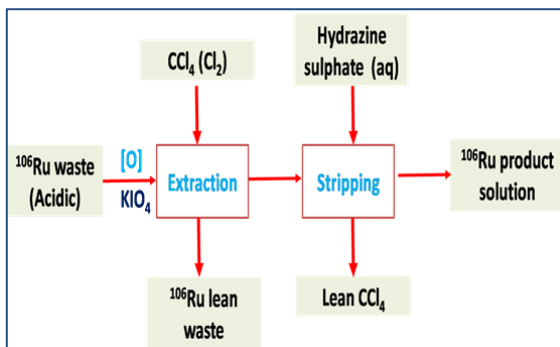 CCl₄ (Cl₂)
Hydrazine
sulphate (aq)
¹⁰⁶Ru waste
(Acidic)
[O]
KIO₄
Extraction
Stripping
¹⁰⁶Ru product
solution
¹⁰⁶Ru lean
waste
Lean CCl₄